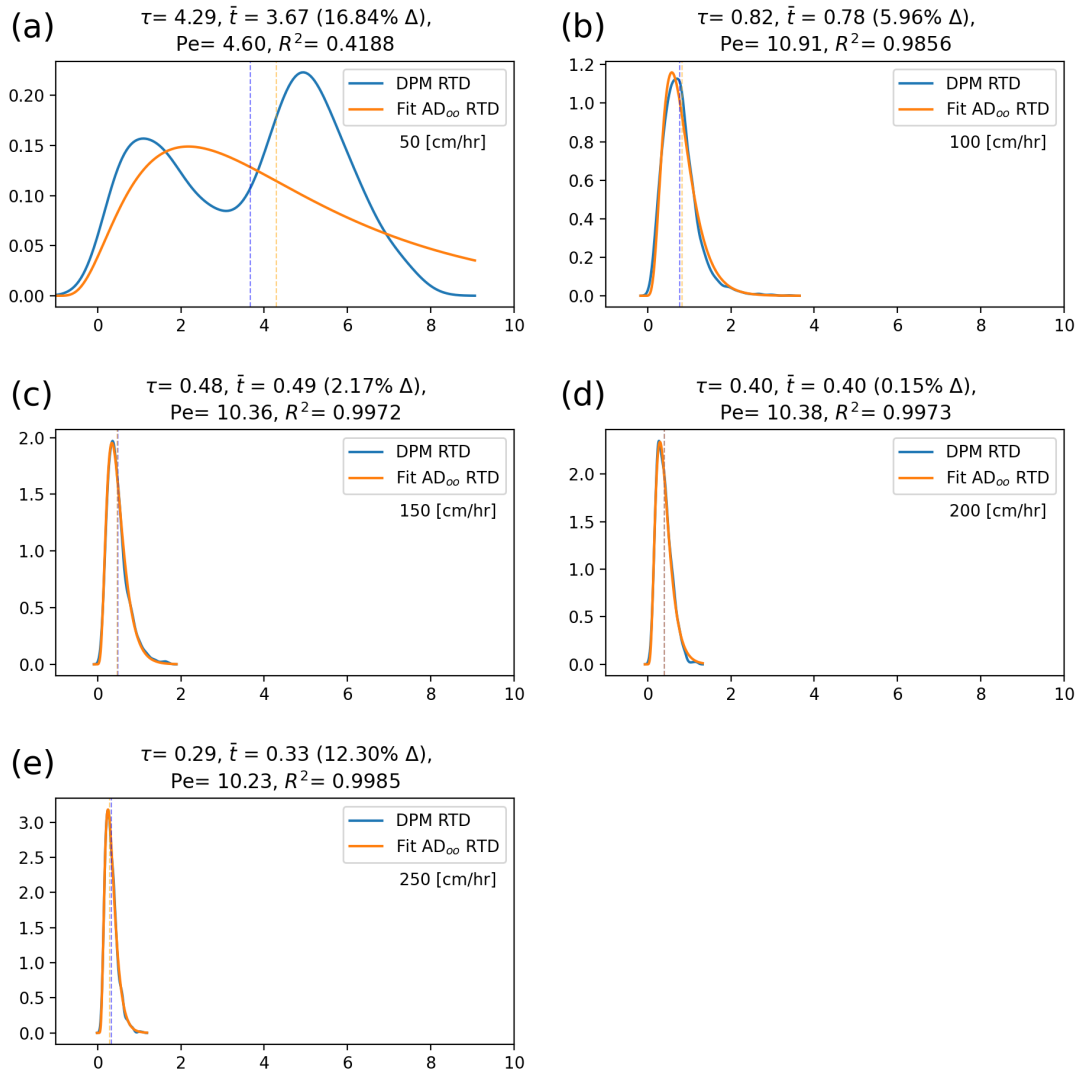 (a)
τ= 4.29, t̄ = 3.67 (16.84% Δ),
Pe= 4.60, R²= 0.4188
DPM RTD
Fit AD_oo RTD
50 [cm/hr]
0.20
0.15
0.10
0.05
0.00
0 2 4 6 8 10
(b)
τ= 0.82, t̄ = 0.78 (5.96% Δ),
Pe= 10.91, R²= 0.9856
DPM RTD
Fit AD_oo RTD
100 [cm/hr]
1.2
1.0
0.8
0.6
0.4
0.2
0.0
0 2 4 6 8 10
(c)
τ= 0.48, t̄ = 0.49 (2.17% Δ),
Pe= 10.36, R²= 0.9972
DPM RTD
Fit AD_oo RTD
150 [cm/hr]
2.0
1.5
1.0
0.5
0.0
0 2 4 6 8 10
(d)
τ= 0.40, t̄ = 0.40 (0.15% Δ),
Pe= 10.38, R²= 0.9973
DPM RTD
Fit AD_oo RTD
200 [cm/hr]
2.0
1.5
1.0
0.5
0.0
0 2 4 6 8 10
(e)
τ= 0.29, t̄ = 0.33 (12.30% Δ),
Pe= 10.23, R²= 0.9985
DPM RTD
Fit AD_oo RTD
250 [cm/hr]
3.0
2.5
2.0
1.5
1.0
0.5
0.0
0 2 4 6 8 10